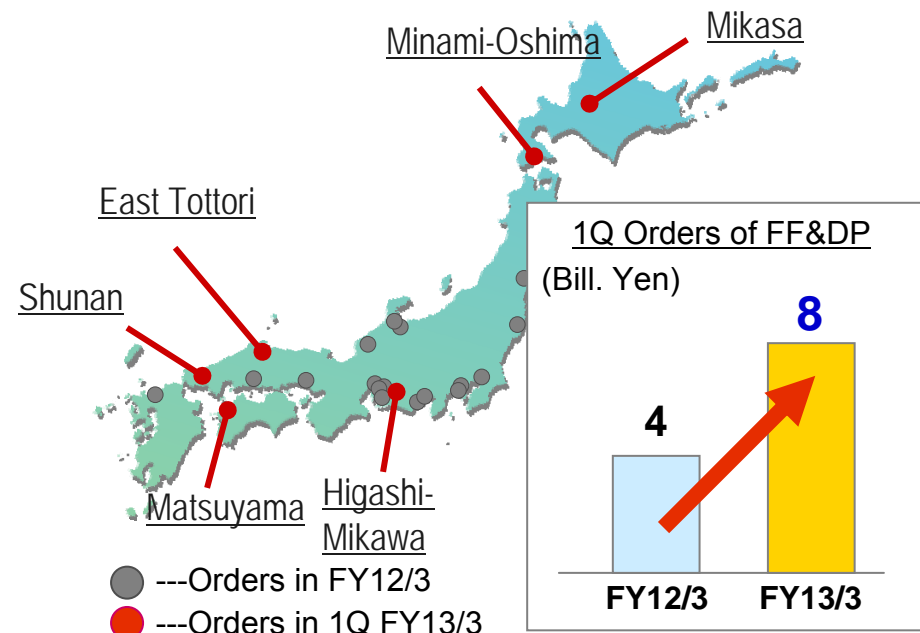 Mikasa
Minami-Oshima
East Tottori
Shunan
Matsuyama
Higashi-
Mikawa
---Orders in FY12/3
---Orders in 1Q FY13/3
1Q Orders of FF&DP
(Bill. Yen)
8
4
FY12/3
FY13/3